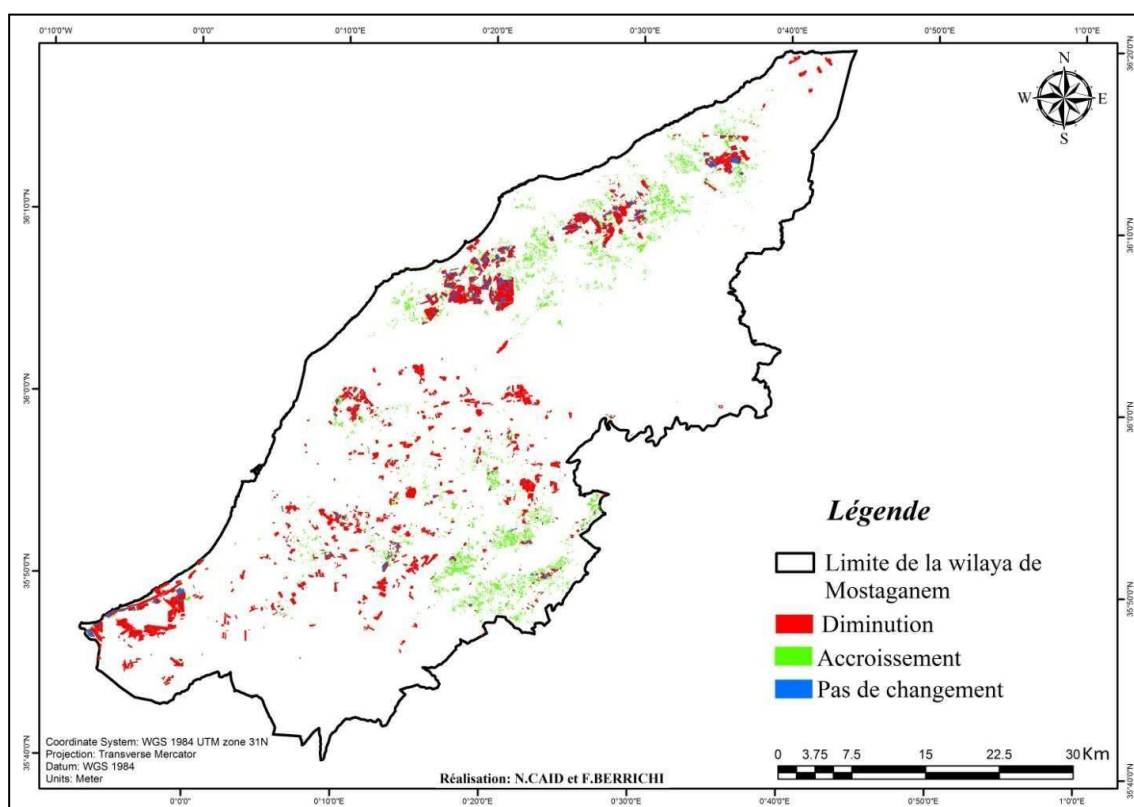 0°10'0"W 0°0'0" 0°10'0"E 0°20'0"E 0°30'0"E 0°40'0"E 0°50'0"E 1°0'0"E
36°20'0"N
N
W E
S
36°10'0"N
36°10'0"N
36°0'0"N
36°0'0"N
Légende
Limite de la wilaya de
Mostaganem
Diminution
Accroissement
Pas de changement
35°50'0"N
35°50'0"N
Coordinate System: WGS 1984 UTM zone 31N
Projection: Transverse Mercator
Datum: WGS 1984
Units: Meter
35°40'0"N
35°40'0"N
Réalisation: N.CAID et F.BERRICHI
0 3.75 7.5 15 22.5 30 Km
0°0'0" 0°10'0"E 0°20'0"E 0°30'0"E 0°40'0"E 0°50'0"E 1°0'0"E